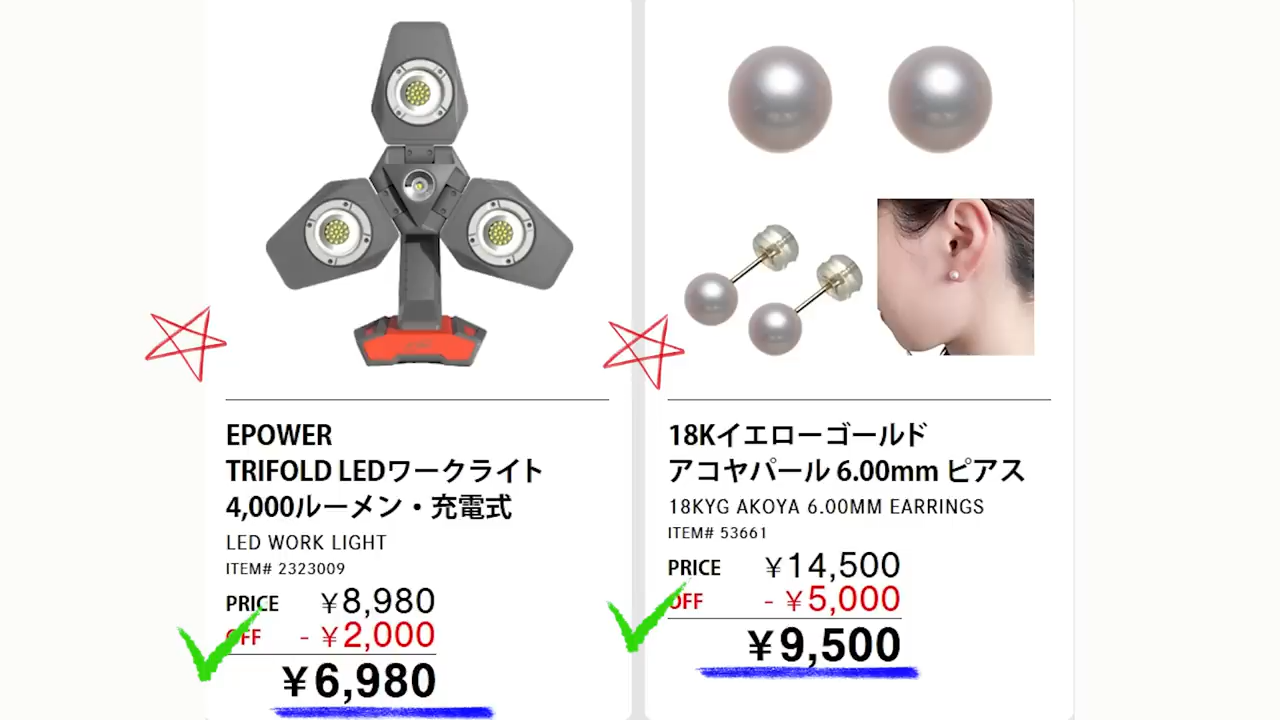 EPOWER
TRIFOLD LEDワークライト
4,000ルーメン・充電式
LED WORK LIGHT
ITEM# 2323009
PRICE ¥8,980
OFF - ¥2,000
¥6,980
18Kイエローゴールド
アコヤパール 6.00mm ピアス
18KYG AKOYA 6.00MM EARRINGS
ITEM# 53661
PRICE ¥14,500
OFF - ¥5,000
¥9,500